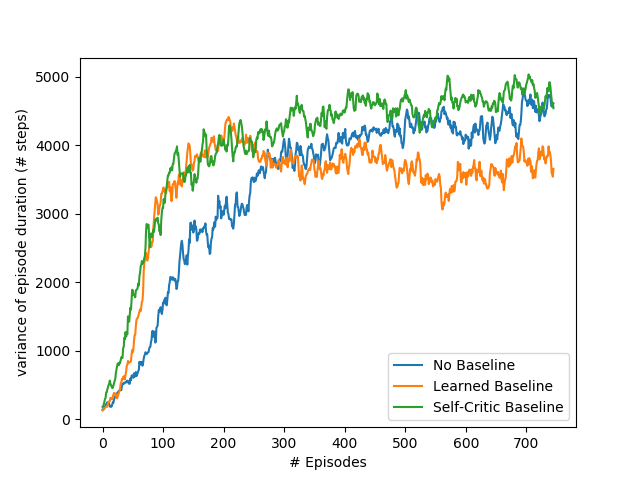 variance of episode duration (# steps)
5000
4000
3000
2000
1000
0
0 100 200 300 400 500 600 700
# Episodes
No Baseline
Learned Baseline
Self-Critic Baseline